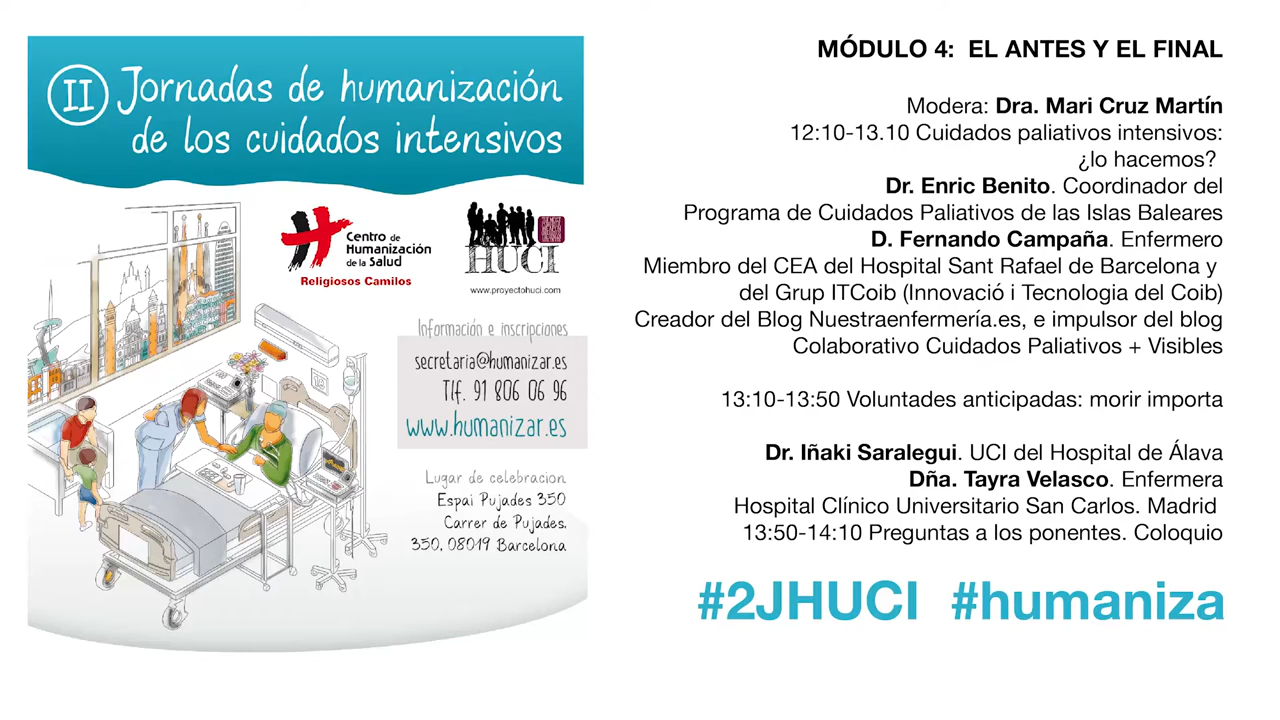 II Jornadas de humanización
de los cuidados intensivos
Centro de
Humanización
de la Salud
Religiosos Camilos
HUCI
www.proyectohuci.com
Información e inscripciones
secretaria@humanizar.es
Tlf. 91 806 06 96
www.humanizar.es
Lugar de celebracion
Espai Pujades 350
Carrer de Pujades,
350, 08019 Barcelona
MÓDULO 4: EL ANTES Y EL FINAL
Modera: Dra. Mari Cruz Martín
12:10-13.10 Cuidados paliativos intensivos:
¿lo hacemos?
Dr. Enric Benito. Coordinador del
Programa de Cuidados Paliativos de las Islas Baleares
D. Fernando Campaña. Enfermero
Miembro del CEA del Hospital Sant Rafael de Barcelona y
del Grup ITCoib (Innovació i Tecnologia del Coib)
Creador del Blog Nuestraenfermería.es, e impulsor del blog
Colaborativo Cuidados Paliativos + Visibles
13:10-13:50 Voluntades anticipadas: morir importa
Dr. Iñaki Saralegui. UCI del Hospital de Álava
Dña. Tayra Velasco. Enfermera
Hospital Clínico Universitario San Carlos. Madrid
13:50-14:10 Preguntas a los ponentes. Coloquio
#2JHUCI #humaniza